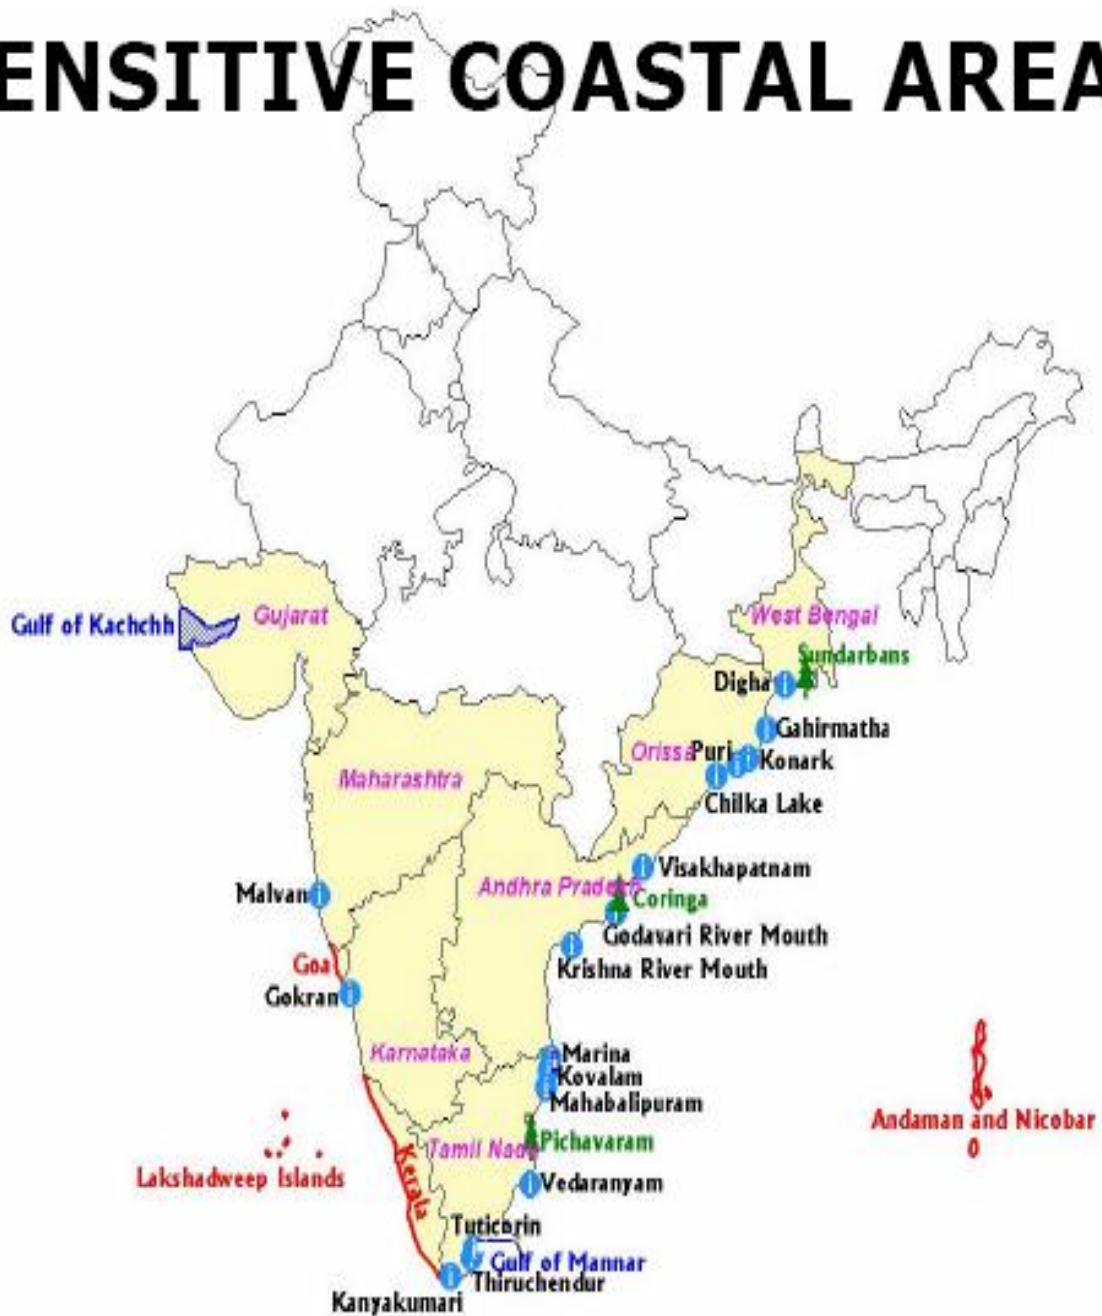 ENSITIVE COASTAL AREA
Gulf of Kachchh
Gujarat
West Bengal
Sundarbans
Digha
Gahirmatha
Orissa
Puri
Konark
Maharashtra
Chilka Lake
Visakhapatnam
Malvan
Andhra Pradesh
Coringa
Godavari River Mouth
Goa
Krishna River Mouth
Gokran
Karnataka
Marina
Kovalam
Mahabalipuram
Andaman and Nicobar
Tamil Nadu
Pichavaram
Lakshadweep Islands
Kerala
Vedaranyam
Tuticorin
Gulf of Mannar
Thiruchendur
Kanyakumari